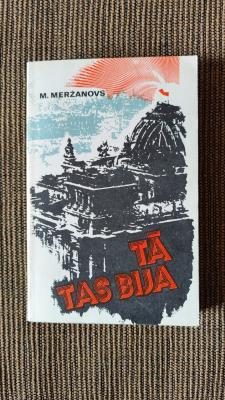 M. MERŽANOVS
TĀ
TAS BIJA